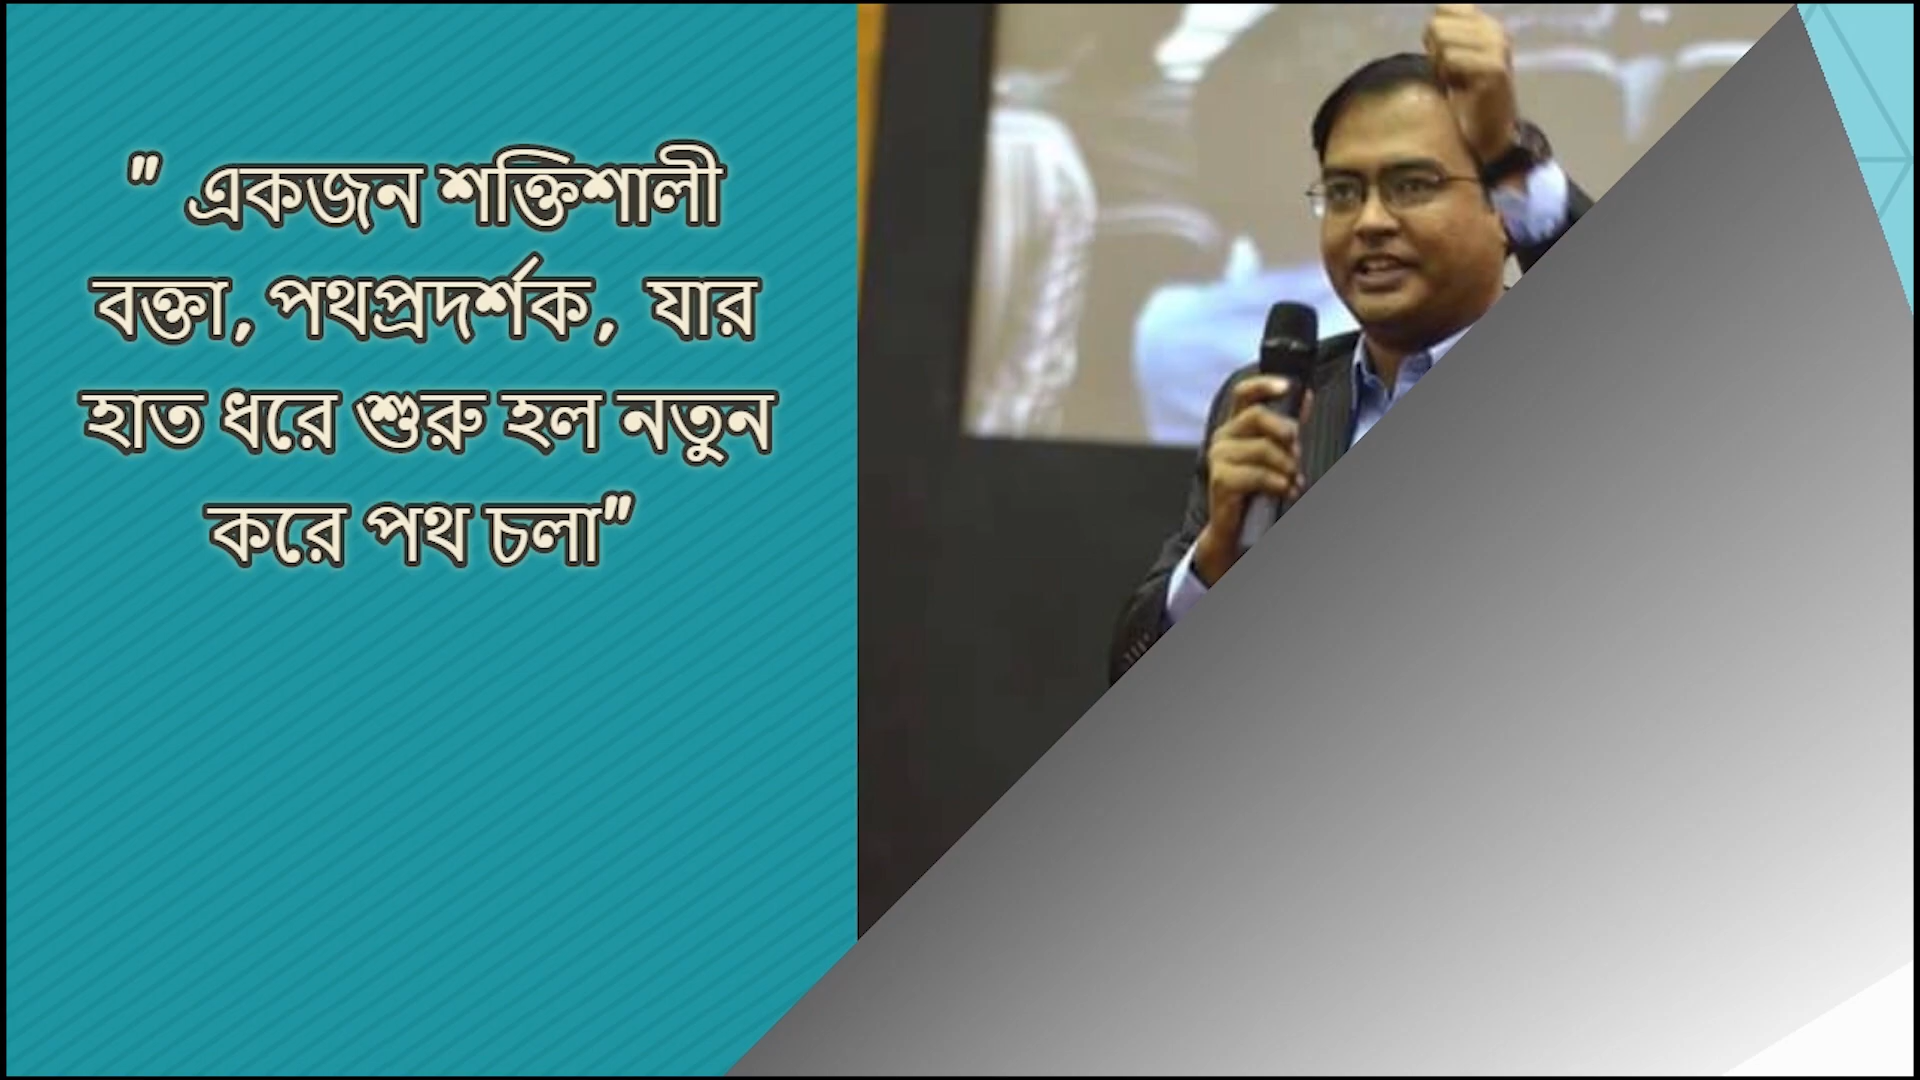 " একজন শক্তিশালী
বক্তা, পথপ্রদর্শক, যার
হাত ধরে শুরু হল নতুন
করে পথ চলা"